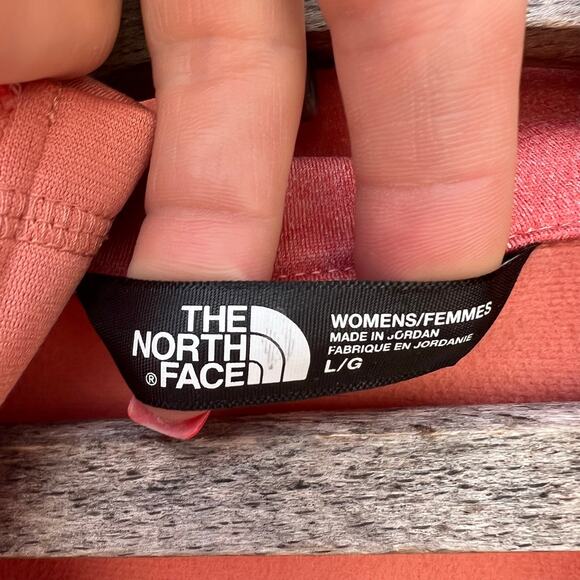 THE
NORTH
® FACE
WOMENS/FEMMES
MADE IN JORDAN
FABRIQUE EN JORDANIE
L/G